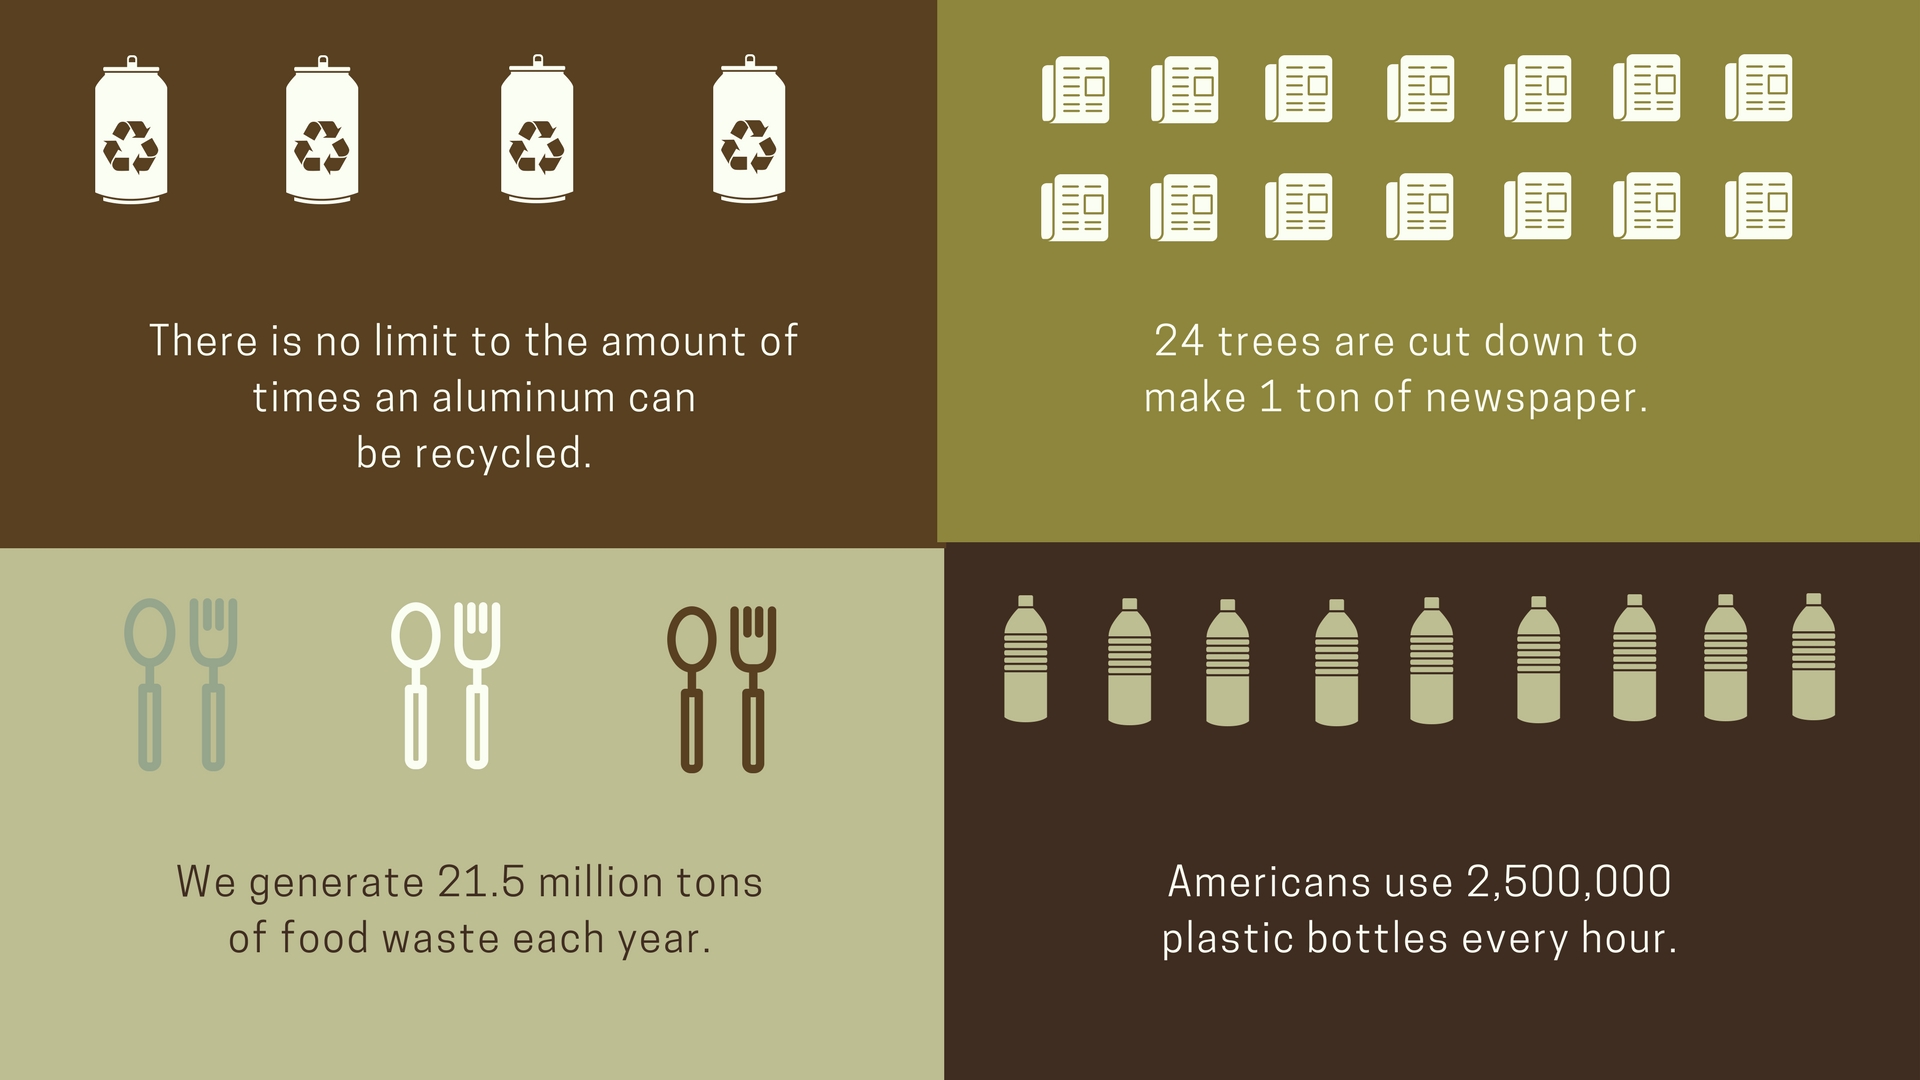 There is no limit to the amount of
times an aluminum can
be recycled.
24 trees are cut down to
make 1 ton of newspaper.
We generate 21.5 million tons
of food waste each year.
Americans use 2,500,000
plastic bottles every hour.